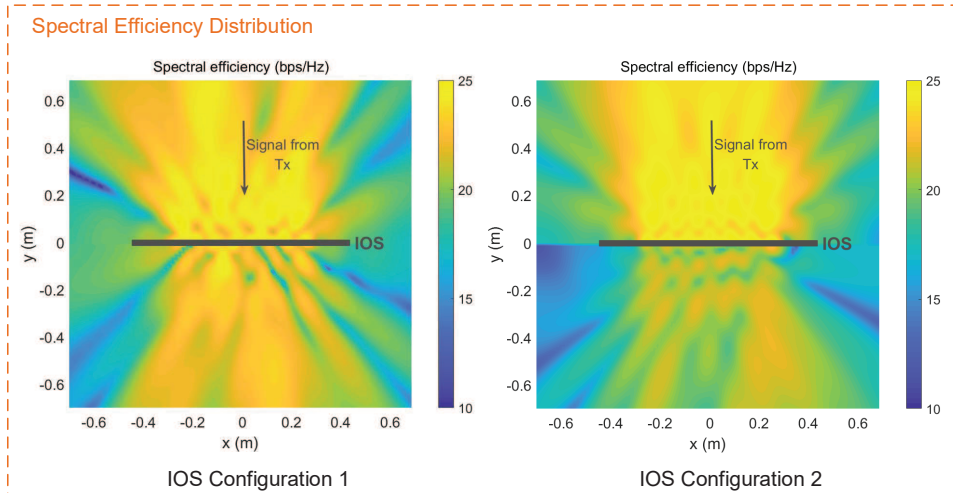 Spectral Efficiency Distribution
Spectral efficiency (bps/Hz)
0.6
0.4
0.2
0
-0.2
-0.4
-0.6
y (m)
-0.6
-0.4
-0.2
0
0.2
0.4
0.6
x (m)
Signal from
Tx
IOS
25
20
15
10
IOS Configuration 1
Spectral efficiency (bps/Hz)
0.6
0.4
0.2
0
-0.2
-0.4
-0.6
y (m)
-0.6
-0.4
-0.2
0
0.2
0.4
0.6
x (m)
Signal from
Tx
IOS
25
20
15
10
IOS Configuration 2